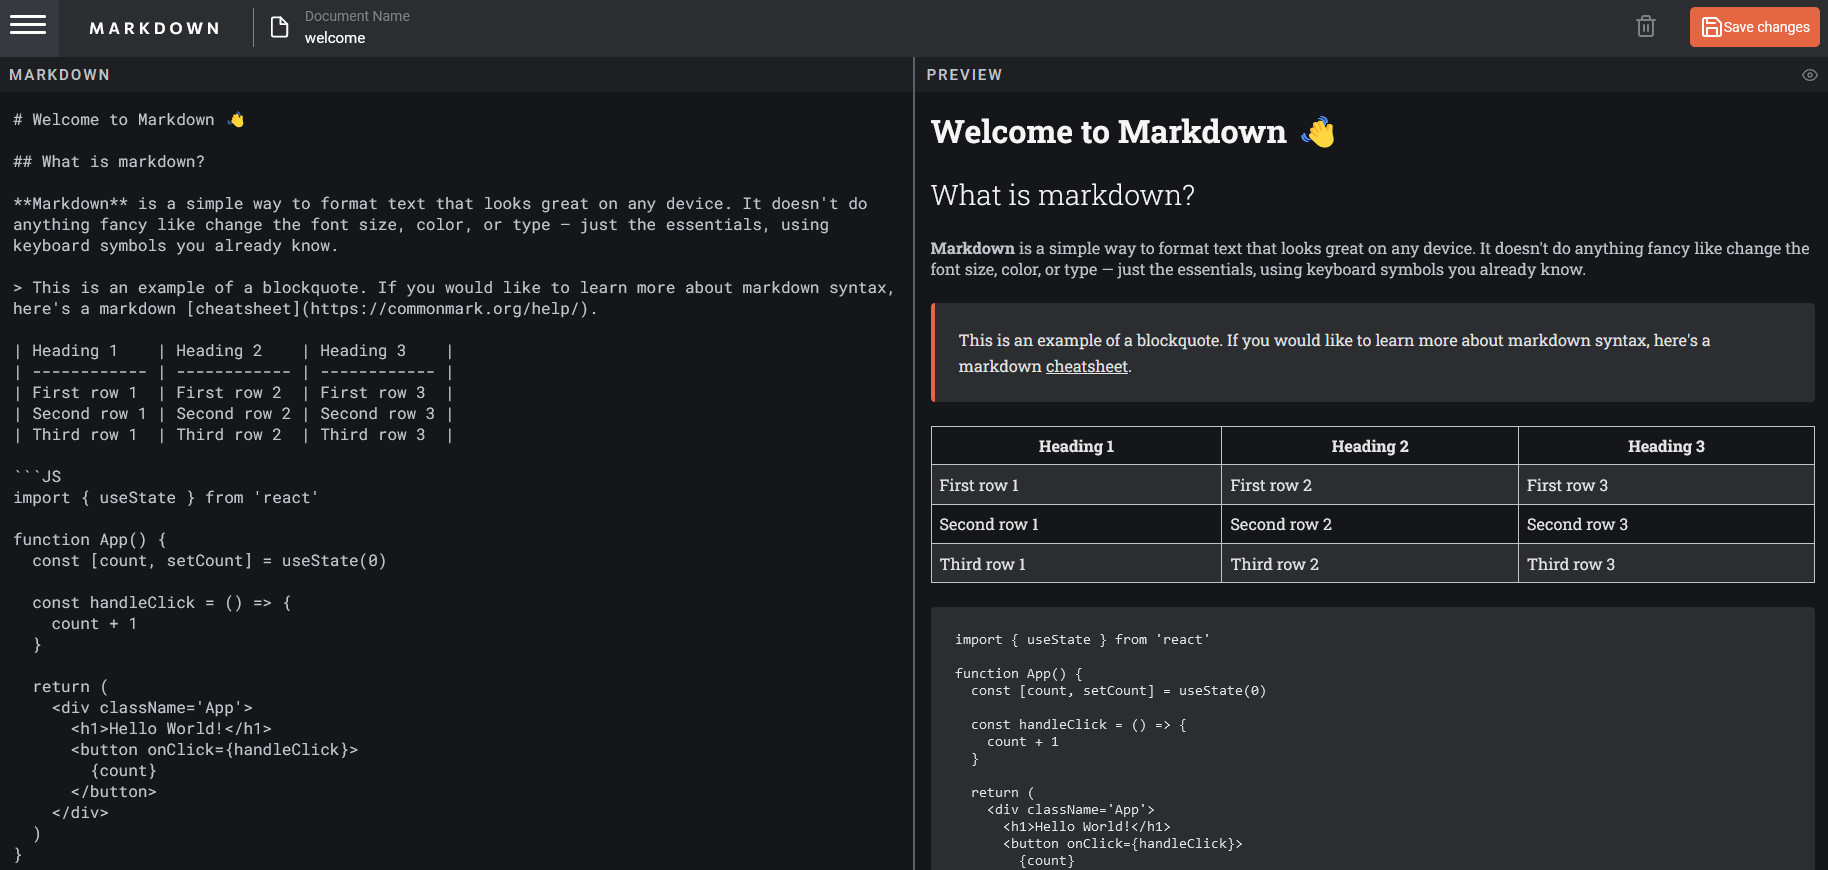 MARKDOWN
Document Name
welcome
Save changes
MARKDOWN
# Welcome to Markdown 👋
## What is markdown?
**Markdown** is a simple way to format text that looks great on any device. It doesn't do
anything fancy like change the font size, color, or type — just the essentials, using
keyboard symbols you already know.
> This is an example of a blockquote. If you would like to learn more about markdown syntax,
here's a markdown [cheatsheet](https://commonmark.org/help/).
| Heading 1    | Heading 2    | Heading 3    |
| ------------ | ------------ | ------------ |
| First row 1  | First row 2  | First row 3  |
| Second row 1 | Second row 2 | Second row 3 |
| Third row 1  | Third row 2  | Third row 3  |
```JS
import { useState } from 'react'
function App() {
  const [count, setCount] = useState(0)
  const handleClick = () => {
    count + 1
  }
  return (
    <div className='App'>
      <h1>Hello World!</h1>
      <button onClick={handleClick}>
        {count}
      </button>
    </div>
  )
}
PREVIEW
Welcome to Markdown 👋
What is markdown?
Markdown is a simple way to format text that looks great on any device. It doesn't do anything fancy like change the
font size, color, or type — just the essentials, using keyboard symbols you already know.
This is an example of a blockquote. If you would like to learn more about markdown syntax, here's a
markdown cheatsheet.
Heading 1 Heading 2 Heading 3
First row 1 First row 2 First row 3
Second row 1 Second row 2 Second row 3
Third row 1 Third row 2 Third row 3
import { useState } from 'react'
function App() {
  const [count, setCount] = useState(0)
  const handleClick = () => {
    count + 1
  }
  return (
    <div className='App'>
      <h1>Hello World!</h1>
      <button onClick={handleClick}>
        {count}